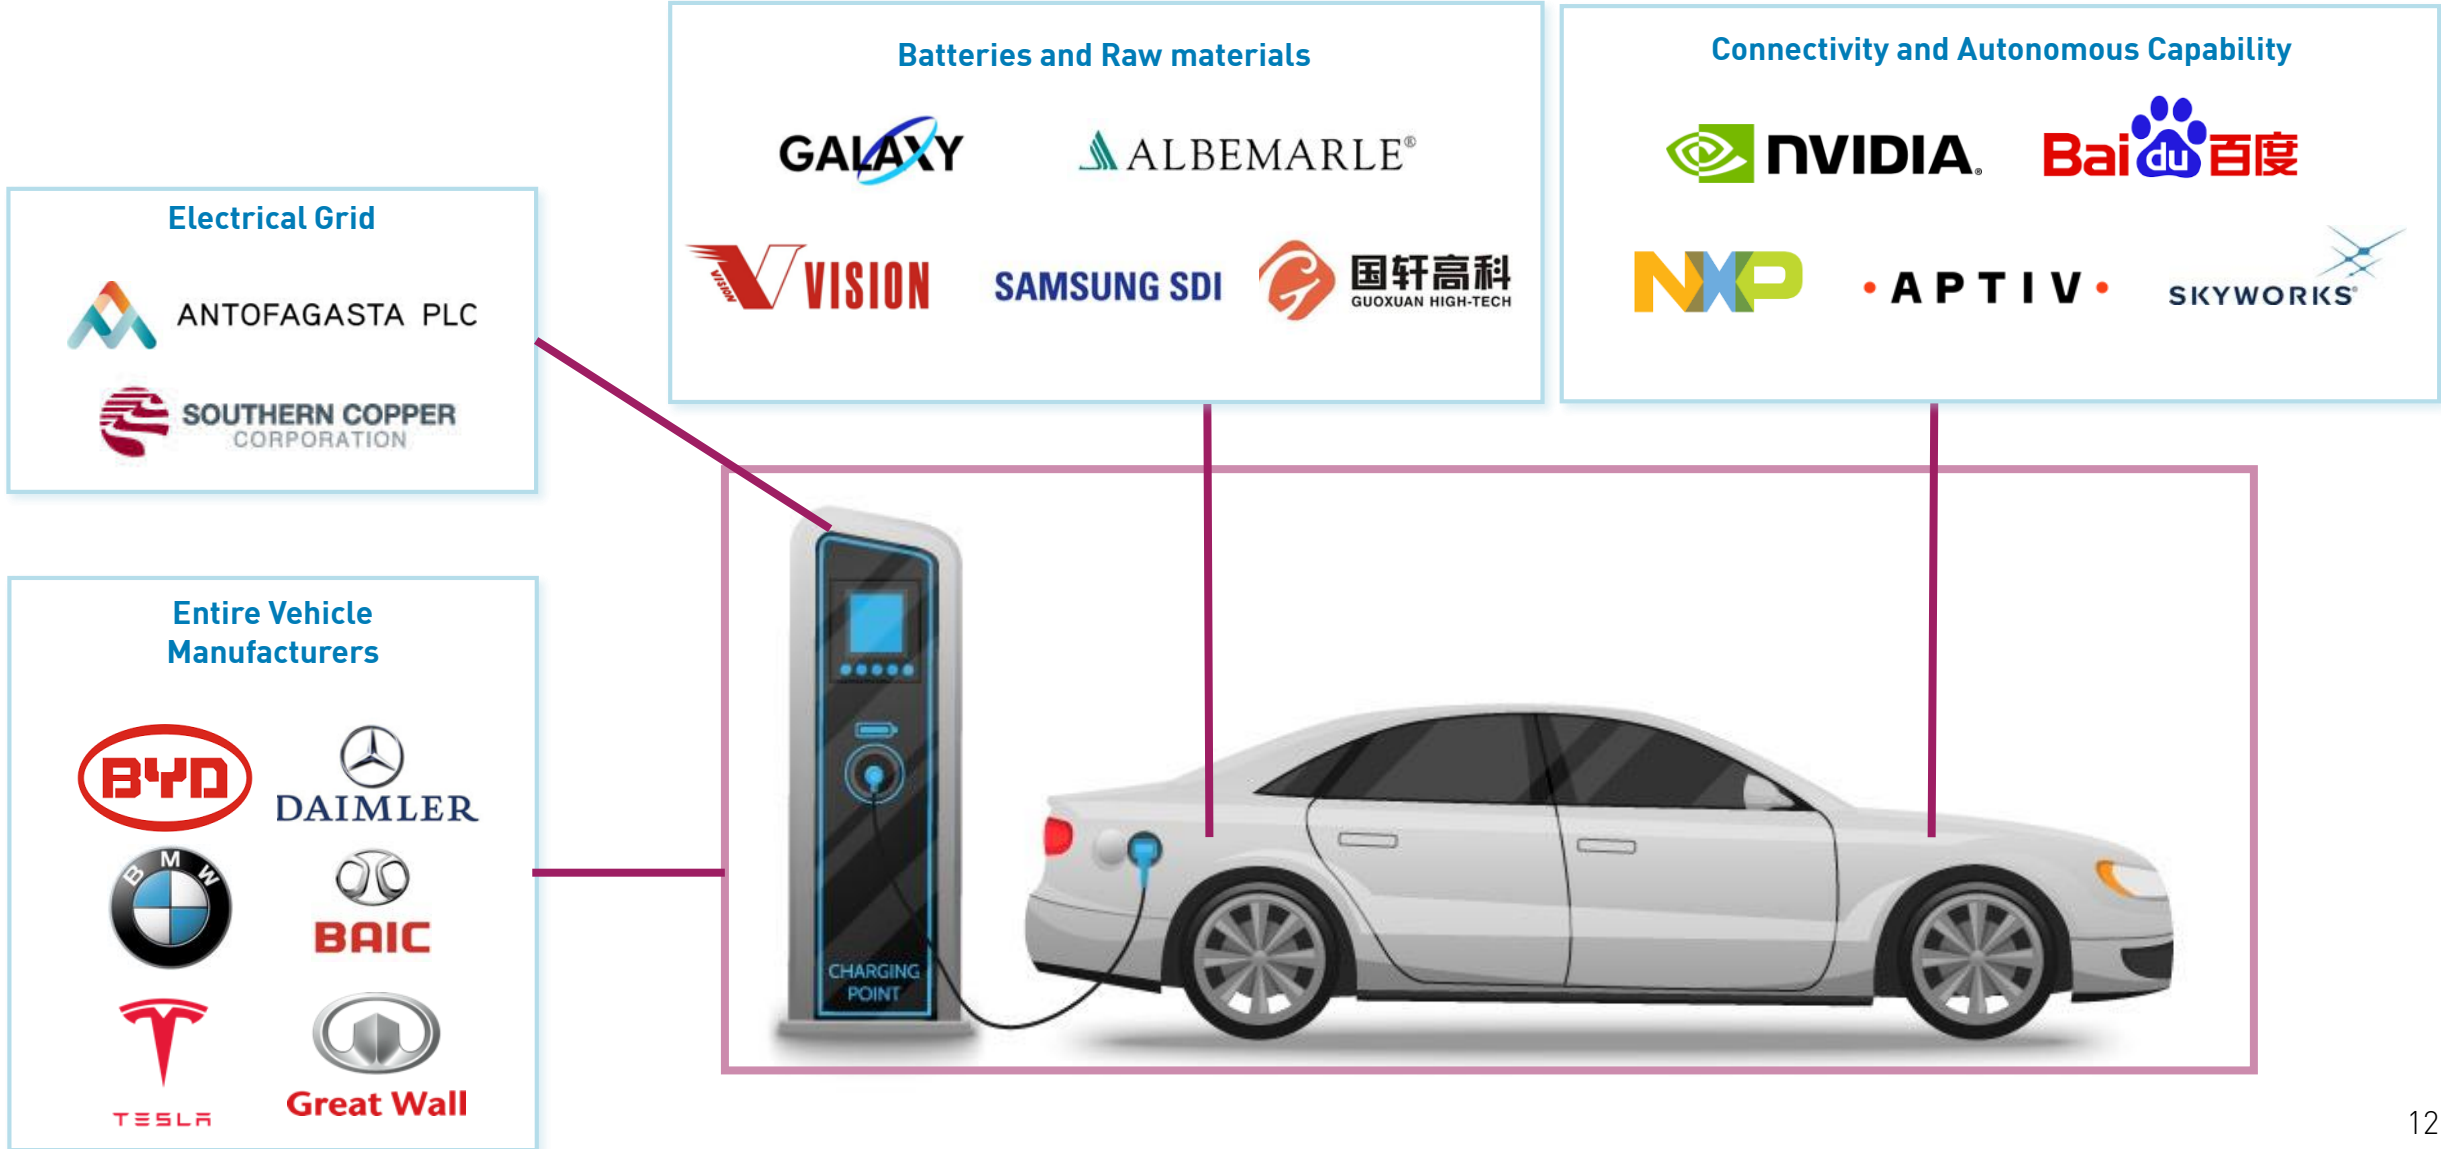 Batteries and Raw materials
GALAXY
ALBEMARLE®
VISION
VISION
SAMSUNG SDI
国轩高科
GUOXUAN HIGH-TECH
Connectivity and Autonomous Capability
NVIDIA.
Bai du 百度
NXP
APTIV
SKYWORKS
Electrical Grid
ANTOFAGASTA PLC
SOUTHERN COPPER
CORPORATION
Entire Vehicle
Manufacturers
BYD
DAIMLER
BMW
BAIC
TESLA
Great Wall
CHARGING
POINT
12